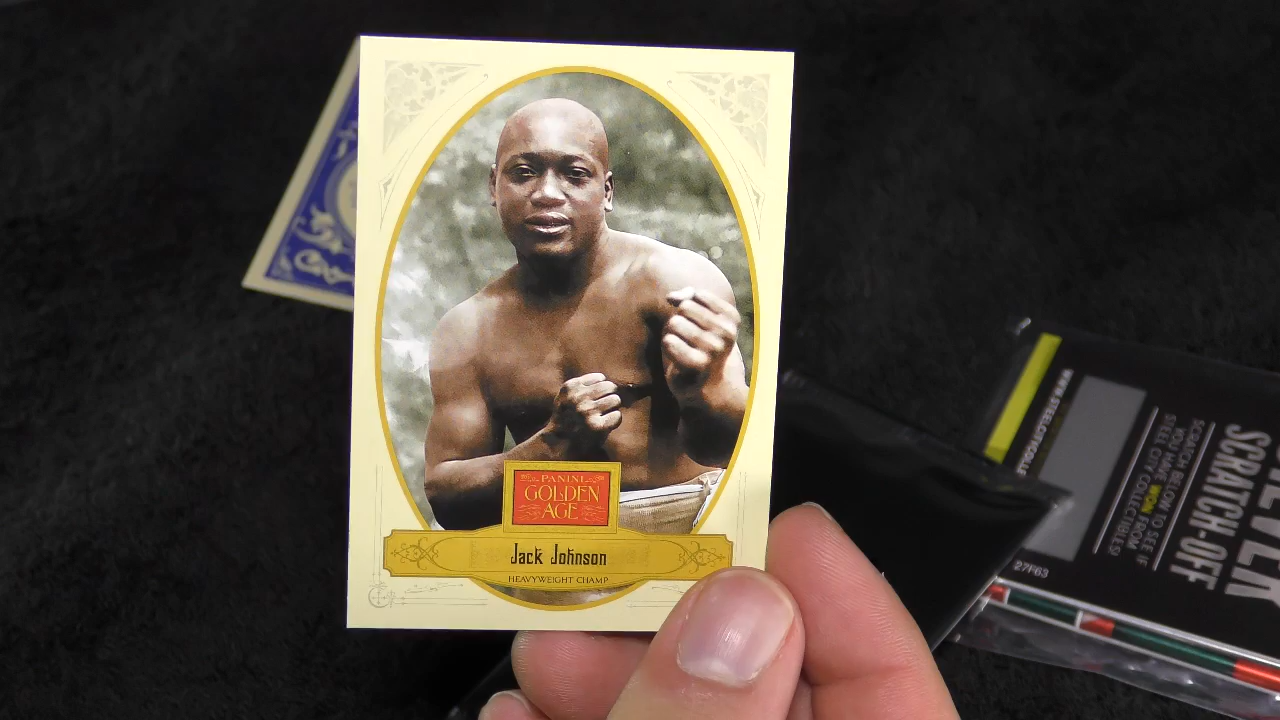 PANINI
GOLDEN
AGE
Jack Johnson
HEAVYWEIGHT CHAMP
SCRATCH-OFF
SCRATCH BELOW TO SEE IF
YOU HAVE WON FROM
STEEL CITY COLLECTIBLES!
27F63